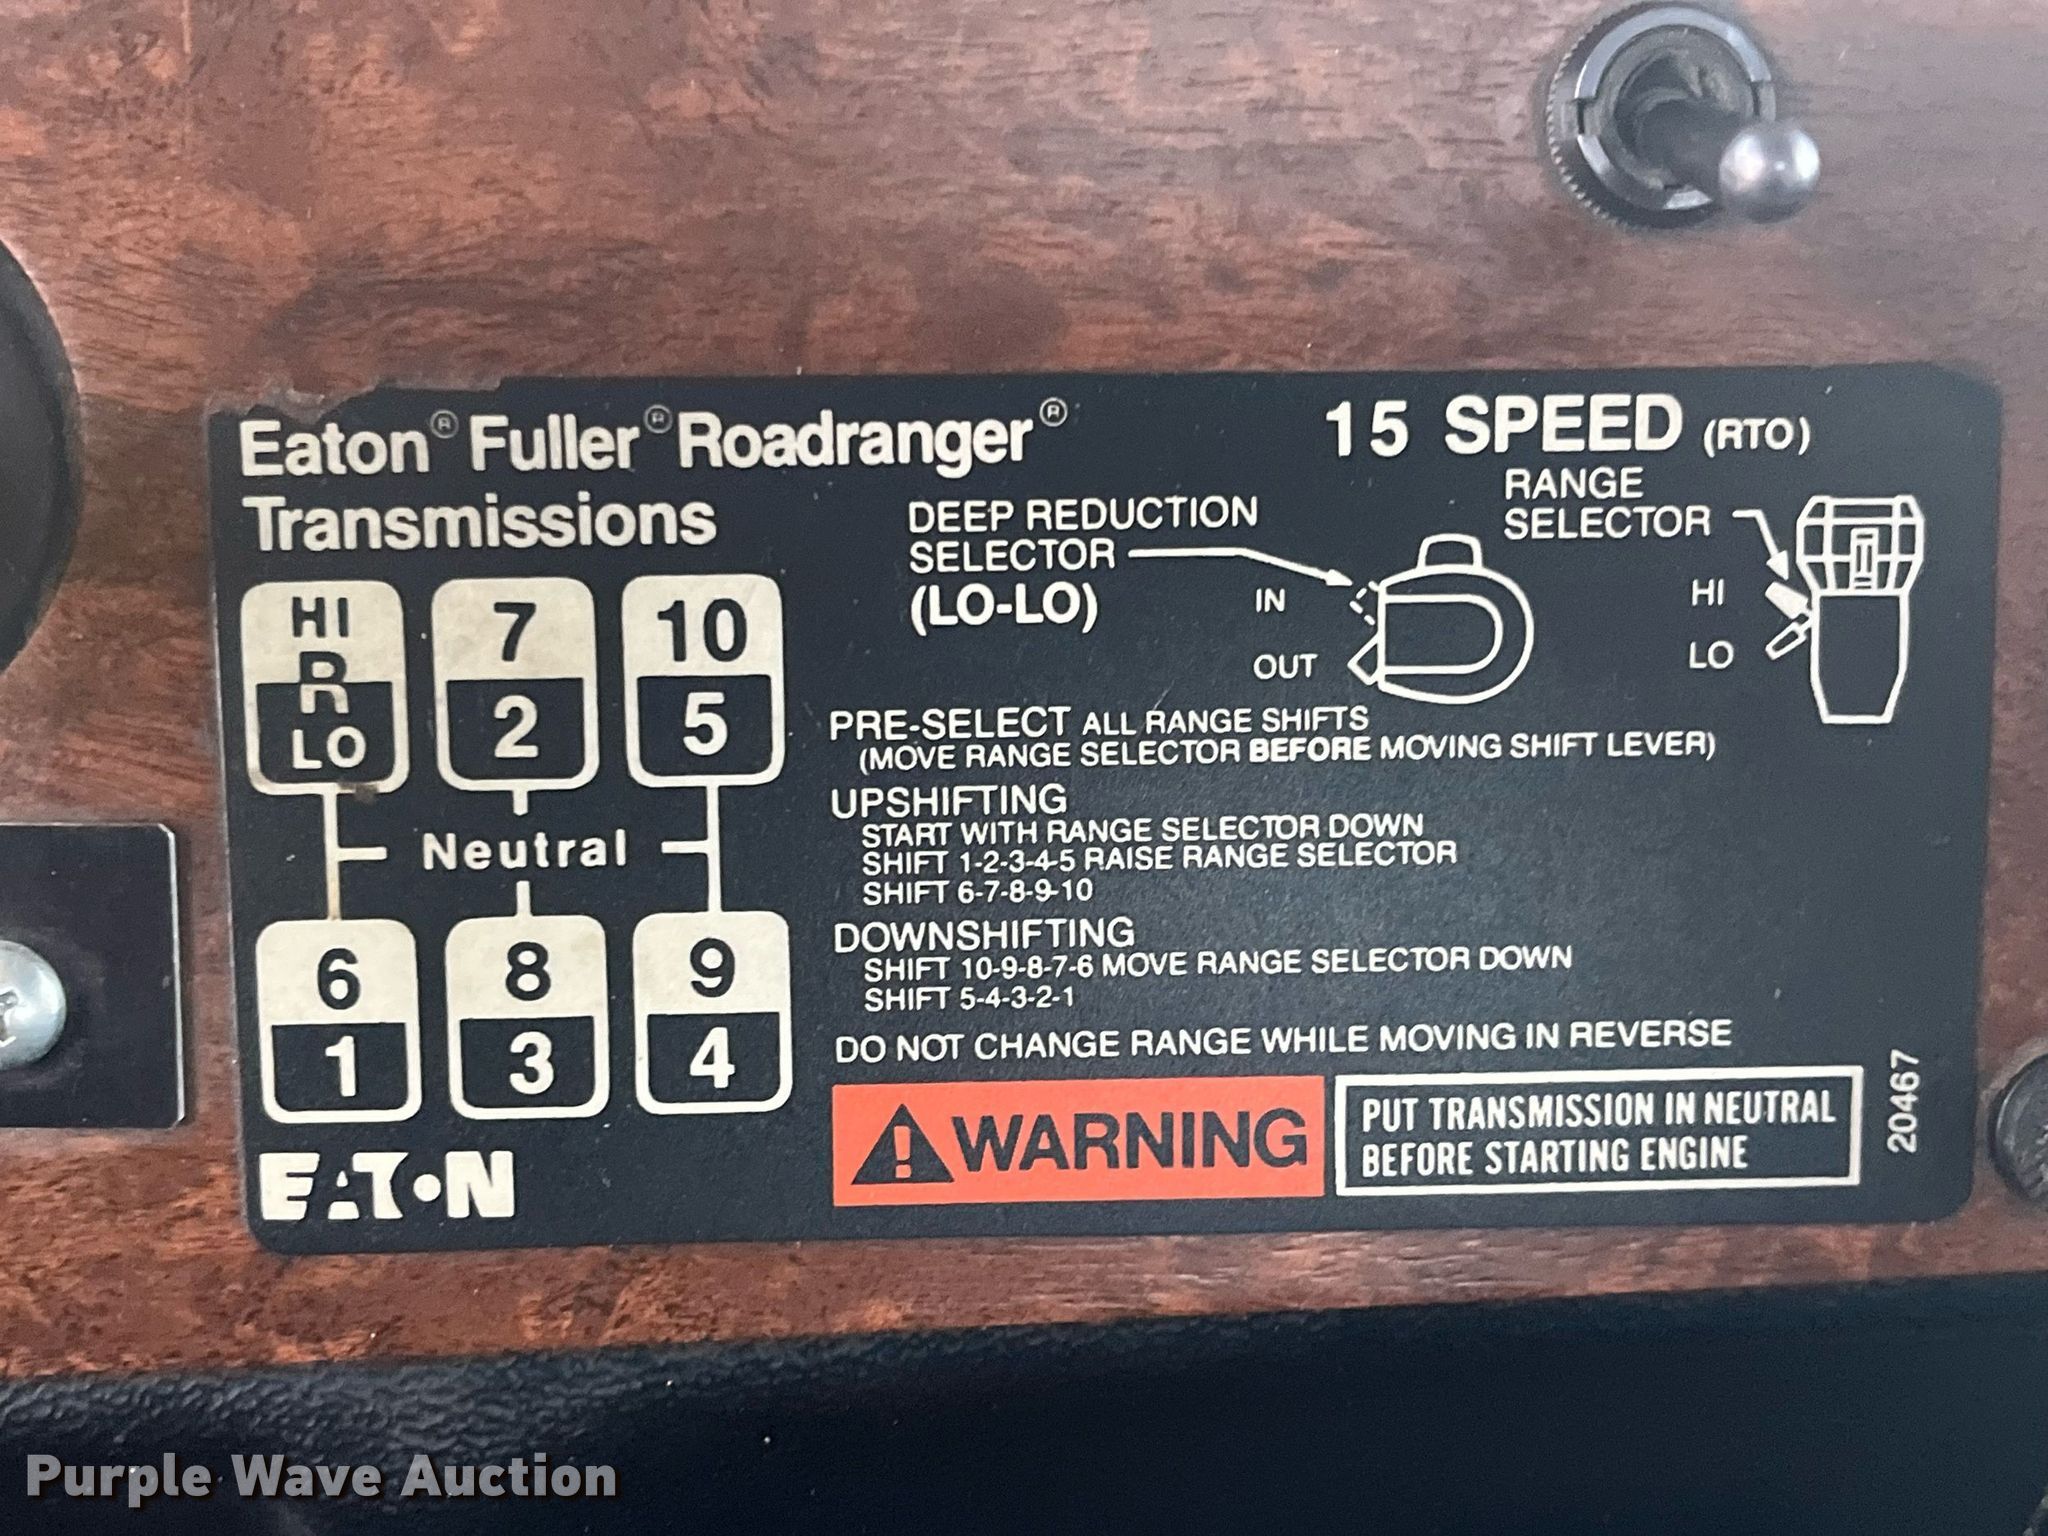 Eaton® Fuller® Roadranger®
Transmissions
15 SPEED (RTO)
DEEP REDUCTION
SELECTOR
(LO-LO)
IN
OUT
RANGE
SELECTOR
HI
LO
HI
R
LO
7
2
10
5
Neutral
6
1
8
3
9
4
PRE-SELECT ALL RANGE SHIFTS
(MOVE RANGE SELECTOR BEFORE MOVING SHIFT LEVER)
UPSHIFTING
START WITH RANGE SELECTOR DOWN
SHIFT 1-2-3-4-5 RAISE RANGE SELECTOR
SHIFT 6-7-8-9-10
DOWNSHIFTING
SHIFT 10-9-8-7-6 MOVE RANGE SELECTOR DOWN
SHIFT 5-4-3-2-1
DO NOT CHANGE RANGE WHILE MOVING IN REVERSE
WARNING
PUT TRANSMISSION IN NEUTRAL
BEFORE STARTING ENGINE
20467
EATON
Purple Wave Auction